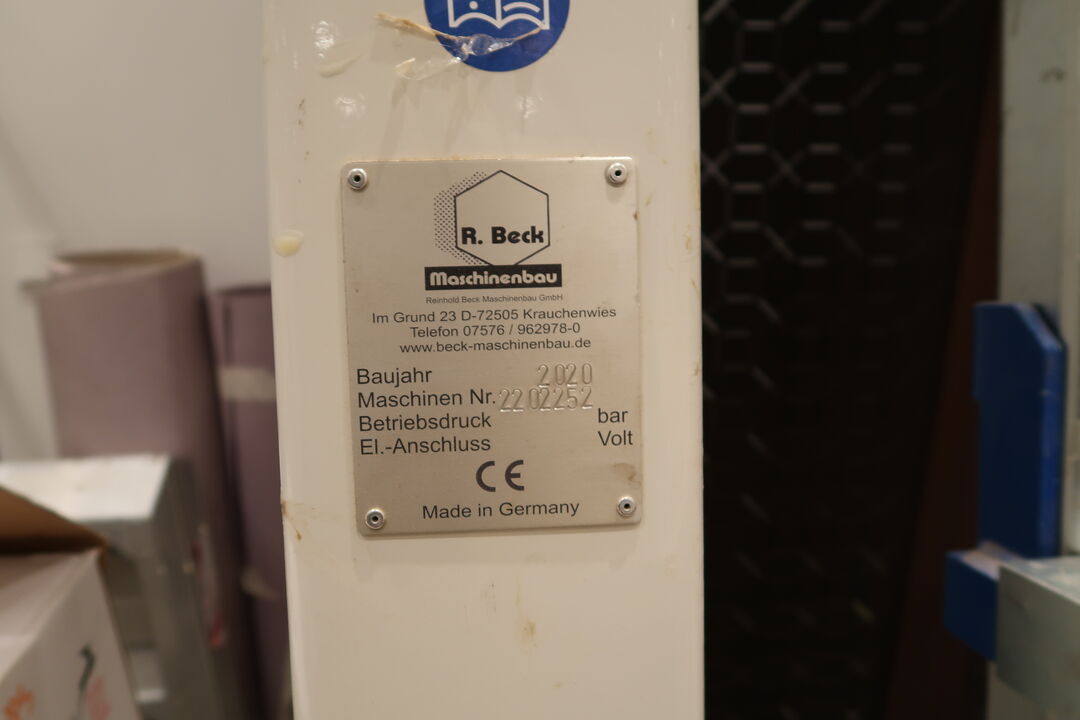 R. Beck
Maschinenbau
Reinhold Beck Maschinenbau GmbH
Im Grund 23 D-72505 Krauchenwies
Telefon 07576 / 962978-0
www.beck-maschinenbau.de
Baujahr 2020
Maschinen Nr. 2202252
Betriebsdruck bar
El.-Anschluss Volt
CE
Made in Germany